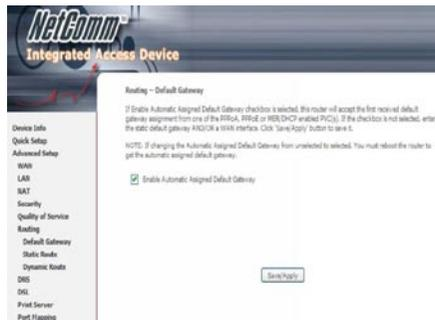 NetComm™
Integrated Access Device
Device Info
Quick Setup
Advanced Setup
WAN
LAN
NAT
Security
Quality of Service
Routing
Default Gateway
Static Route
Dynamic Route
DNS
DSL
Print Server
Port Mapping
Routing -- Default Gateway
If Enable Automatic Assigned Default Gateway checkbox is selected, this router will accept the first received default
gateway assignment from one of the PPPoA, PPPoE or MER/DHCP enabled PVC(s). If the checkbox is not selected, enter
the static default gateway AND/OR a WAN interface. Click 'Save/Apply' button to save it.
NOTE: If changing the Automatic Assigned Default Gateway from unselected to selected, You must reboot the router to
get the automatic assigned default gateway.
Enable Automatic Assigned Default Gateway
Save/Apply